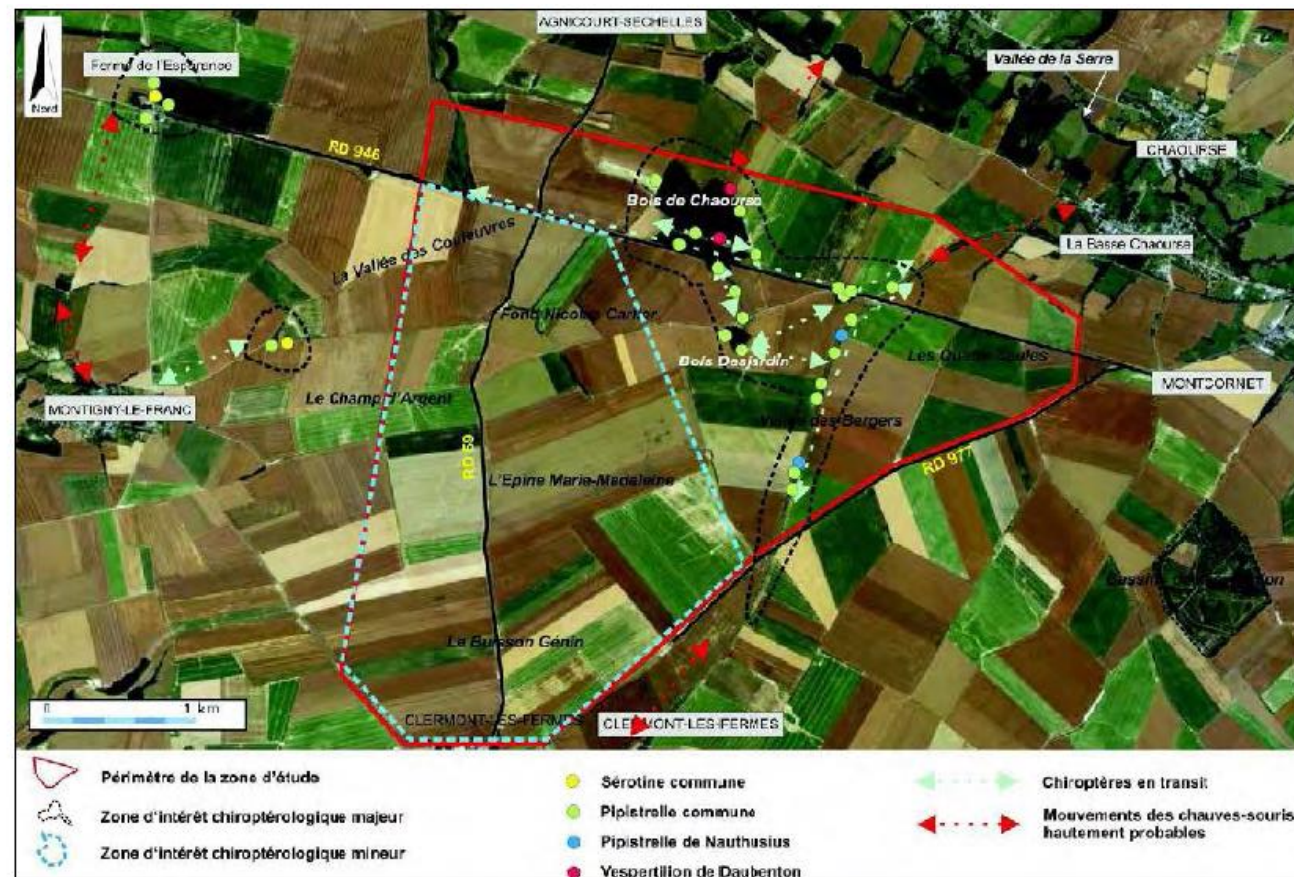 AGNICOURT-SECHELLES
Nord
Ferme de l'Espérance
Vallée de la Serre
CHAOURSE
RD 946
Bois de Chaourse
La Basse Chaourse
La Vallée des Couleuvres
Fond Nicolas Carlier
Bois Desjardin
Les Quatre Saules
MONTCORNET
MONTIGNY-LE-FRANC
Le Champ d'Argent
des Bergers
RD 977
RD 59
L'Epine Marie-Madeleine
Le Buisson Génin
0 1 km
CLERMONT-LES-FERMES
CLERMONT-LES-FERMES
Périmètre de la zone d'étude
Zone d'intérêt chiroptérologique majeur
Zone d'intérêt chiroptérologique mineur
Sérotine commune
Pipistrelle commune
Pipistrelle de Nauthusius
Vespertilion de Daubenton
Chiroptères en transit
Mouvements des chauves-souris
hautement probables